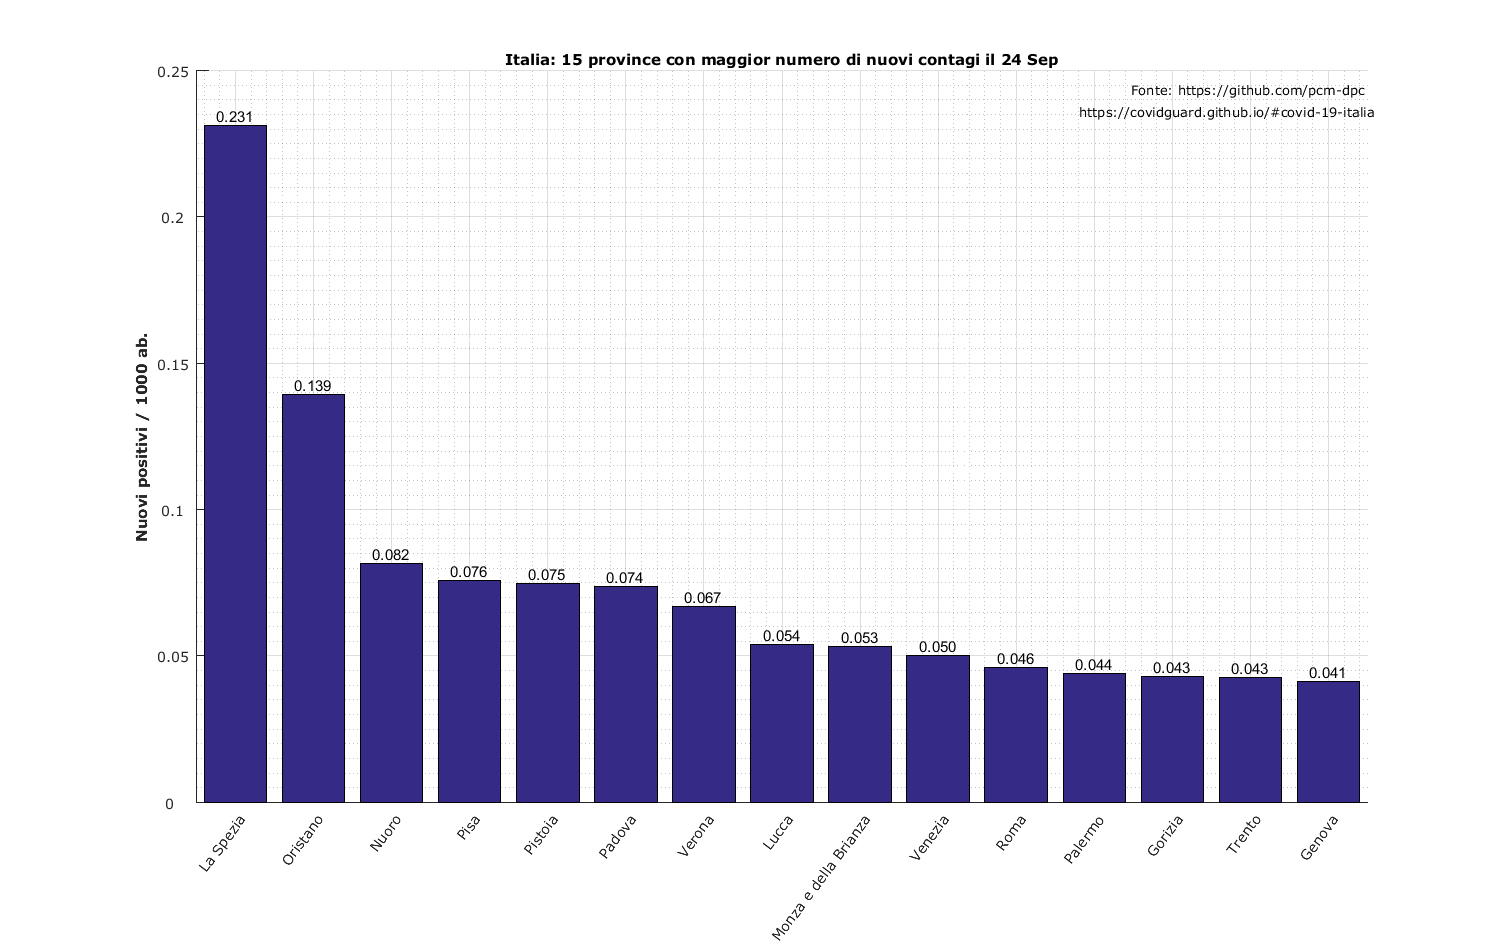 Italia: 15 province con maggior numero di nuovi contagi il 24 Sep
Fonte: https://github.com/pcm-dpc
https://covidguard.github.io/#covid-19-italia
Nuovi positivi / 1000 ab.
0.25
0.2
0.15
0.1
0.05
0
0.231
0.139
0.082
0.076
0.075
0.074
0.067
0.054
0.053
0.050
0.046
0.044
0.043
0.043
0.041
La Spezia
Oristano
Nuoro
Pisa
Pistoia
Padova
Verona
Lucca
Monza e della Brianza
Venezia
Roma
Palermo
Gorizia
Trento
Genova